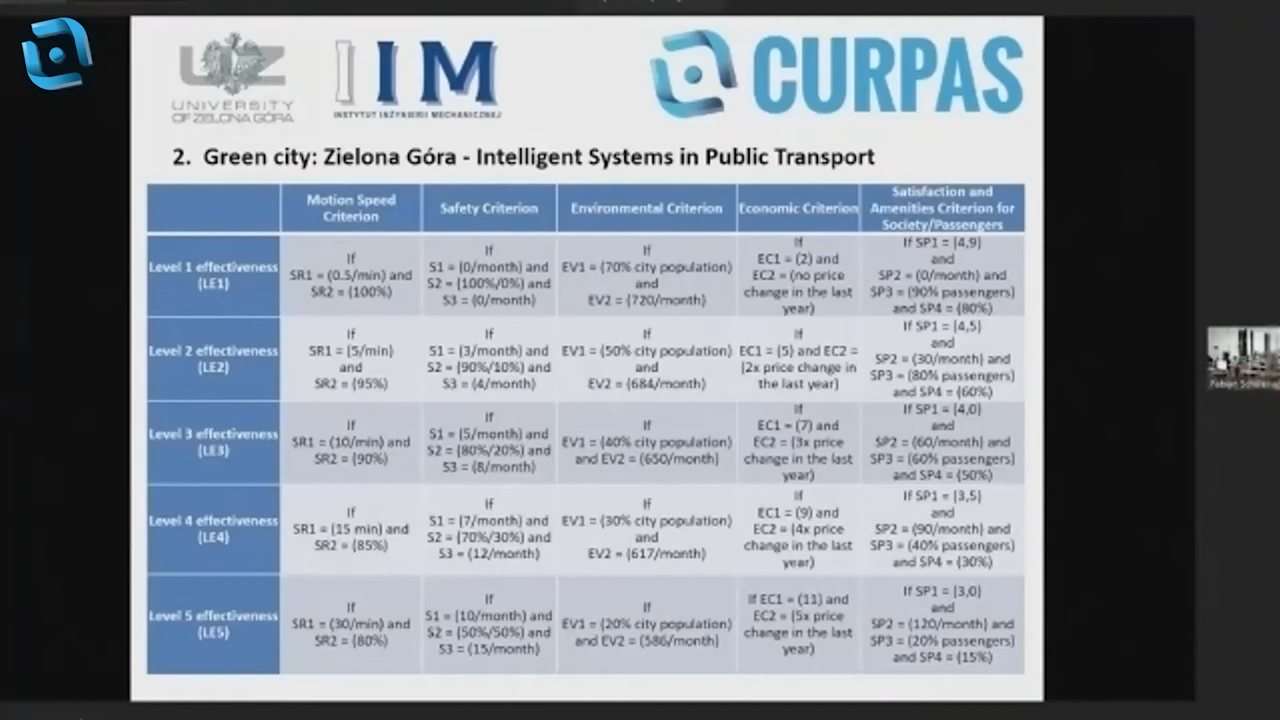 UZ
UNIVERSITY
OF ZIELONA GÓRA
IIM
INSTYTUT INŻYNIERII MECHANICZNEJ
CURPAS
2. Green city: Zielona Góra - Intelligent Systems in Public Transport
Motion Speed
Criterion
Safety Criterion
Environmental Criterion
Economic Criterion
Satisfaction and
Amenities Criterion for
Society/Passengers
Level 1 effectiveness
(LE1)
If
SR1 = (0.5/min) and
SR2 = (100%)
If
S1 = (0/month) and
S2 = (100%/0%) and
S3 = (0/month)
If
EV1 = (70% city population)
and
EV2 = (720/month)
If
EC1 = (2) and
EC2 = (no price
change in the last
year)
If SP1 = (4,9)
and
SP2 = (0/month) and
SP3 = (90% passengers)
and SP4 = (80%)
Level 2 effectiveness
(LE2)
If
SR1 = (5/min)
and
SR2 = (95%)
If
S1 = (3/month) and
S2 = (90%/10%) and
S3 = (4/month)
If
EV1 = (50% city population)
and
EV2 = (684/month)
If
EC1 = (5) and EC2 =
(2x price change in
the last year)
If SP1 = (4,5)
and
SP2 = (30/month) and
SP3 = (80% passengers)
and SP4 = (60%)
Level 3 effectiveness
(LE3)
If
SR1 = (10/min) and
SR2 = (90%)
If
S1 = (5/month) and
S2 = (80%/20%) and
S3 = (8/month)
If
EV1 = (40% city population)
and EV2 = (650/month)
If
EC1 = (7) and
EC2 = (3x price
change in the last
year)
If SP1 = (4,0)
and
SP2 = (60/month) and
SP3 = (60% passengers)
and SP4 = (50%)
Level 4 effectiveness
(LE4)
If
SR1 = (15 min) and
SR2 = (85%)
If
S1 = (7/month) and
S2 = (70%/30%) and
S3 = (12/month)
If
EV1 = (30% city population)
and
EV2 = (617/month)
If
EC1 = (9) and
EC2 = (4x price
change in the last
year)
If SP1 = (3,5)
and
SP2 = (90/month) and
SP3 = (40% passengers)
and SP4 = (30%)
Level 5 effectiveness
(LE5)
If
SR1 = (30/min) and
SR2 = (80%)
If
S1 = (10/month) and
S2 = (50%/50%) and
S3 = (15/month)
If
EV1 = (20% city population)
and EV2 = (586/month)
If EC1 = (11) and
EC2 = (5x price
change in the last
year)
If SP1 = (3,0)
and
SP2 = (120/month) and
SP3 = (20% passengers)
and SP4 = (15%)